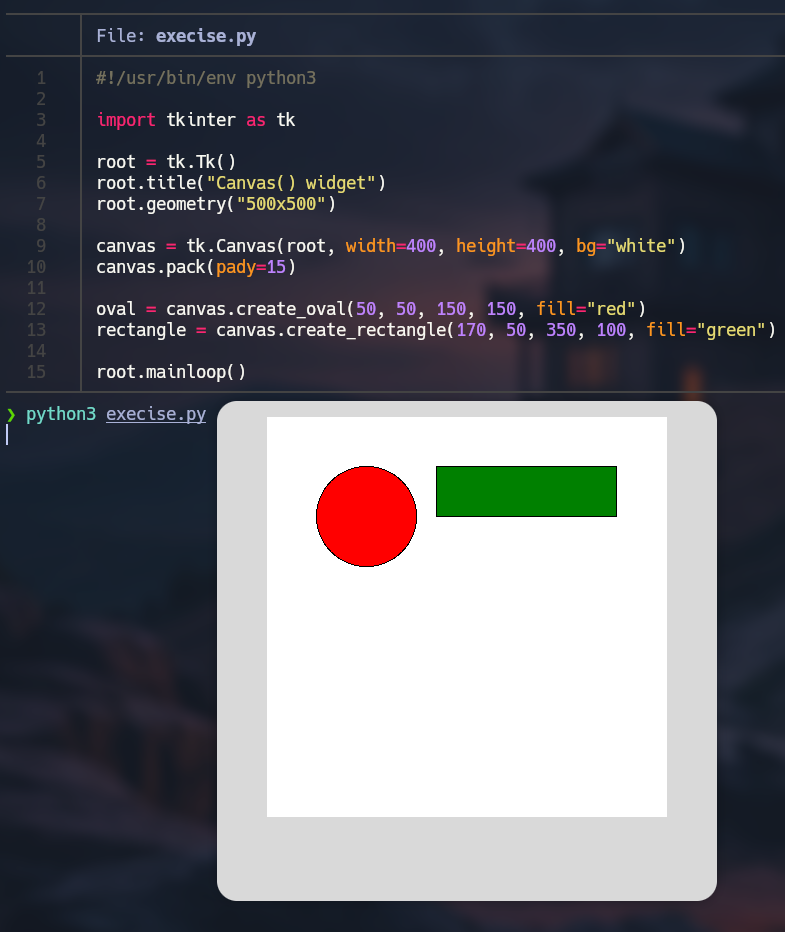 File: execise.py
1 #!/usr/bin/env python3
2
3 import tkinter as tk
4
5 root = tk.Tk()
6 root.title("Canvas() widget")
7 root.geometry("500x500")
8
9 canvas = tk.Canvas(root, width=400, height=400, bg="white")
10 canvas.pack(pady=15)
11
12 oval = canvas.create_oval(50, 50, 150, 150, fill="red")
13 rectangle = canvas.create_rectangle(170, 50, 350, 100, fill="green")
14
15 root.mainloop()
❯ python3 execise.py